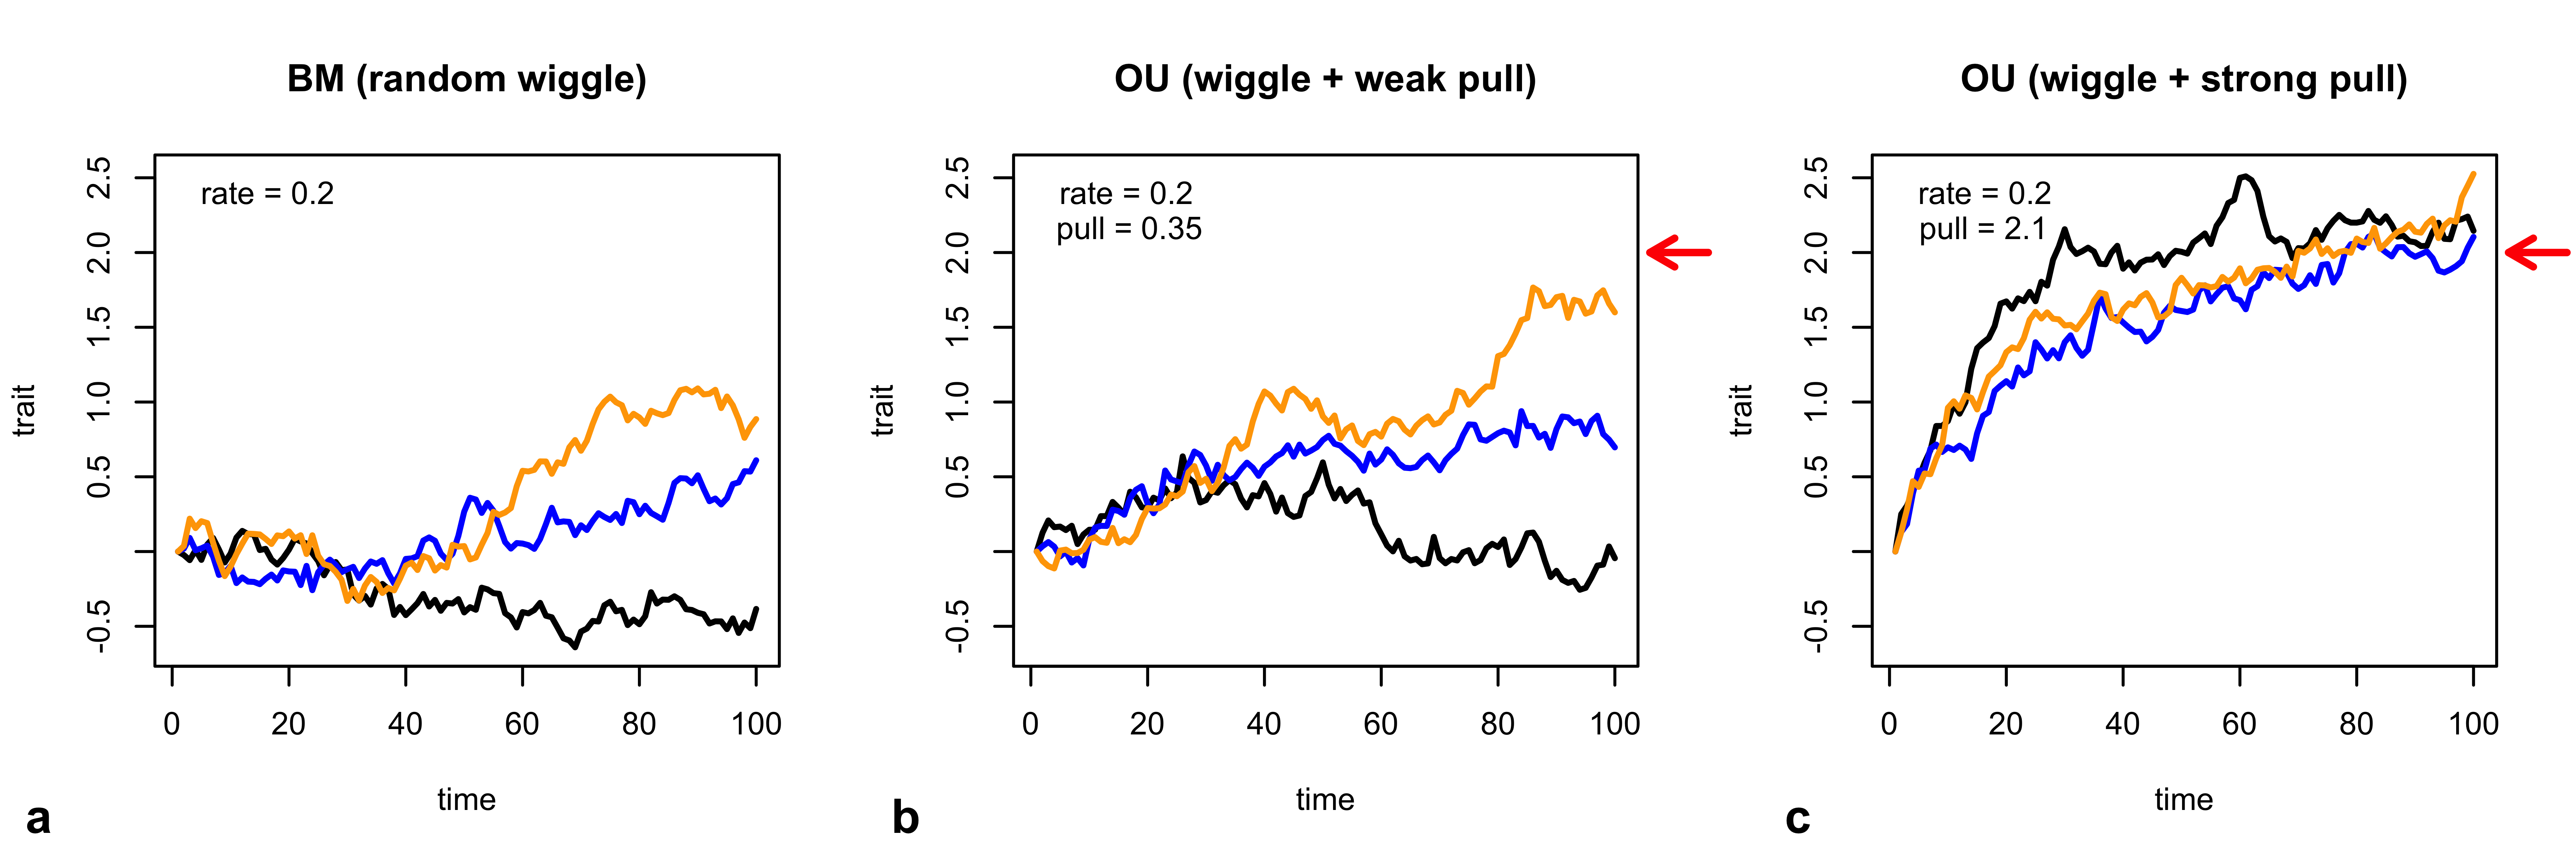 BM (random wiggle)
rate = 0.2
2.5
2.0
1.5
1.0
0.5
-0.5
trait
0 20 40 60 80 100
time
a
OU (wiggle + weak pull)
rate = 0.2
pull = 0.35
2.5
2.0
1.5
1.0
0.5
-0.5
trait
0 20 40 60 80 100
time
b
OU (wiggle + strong pull)
rate = 0.2
pull = 2.1
2.5
2.0
1.5
1.0
0.5
-0.5
trait
0 20 40 60 80 100
time
c